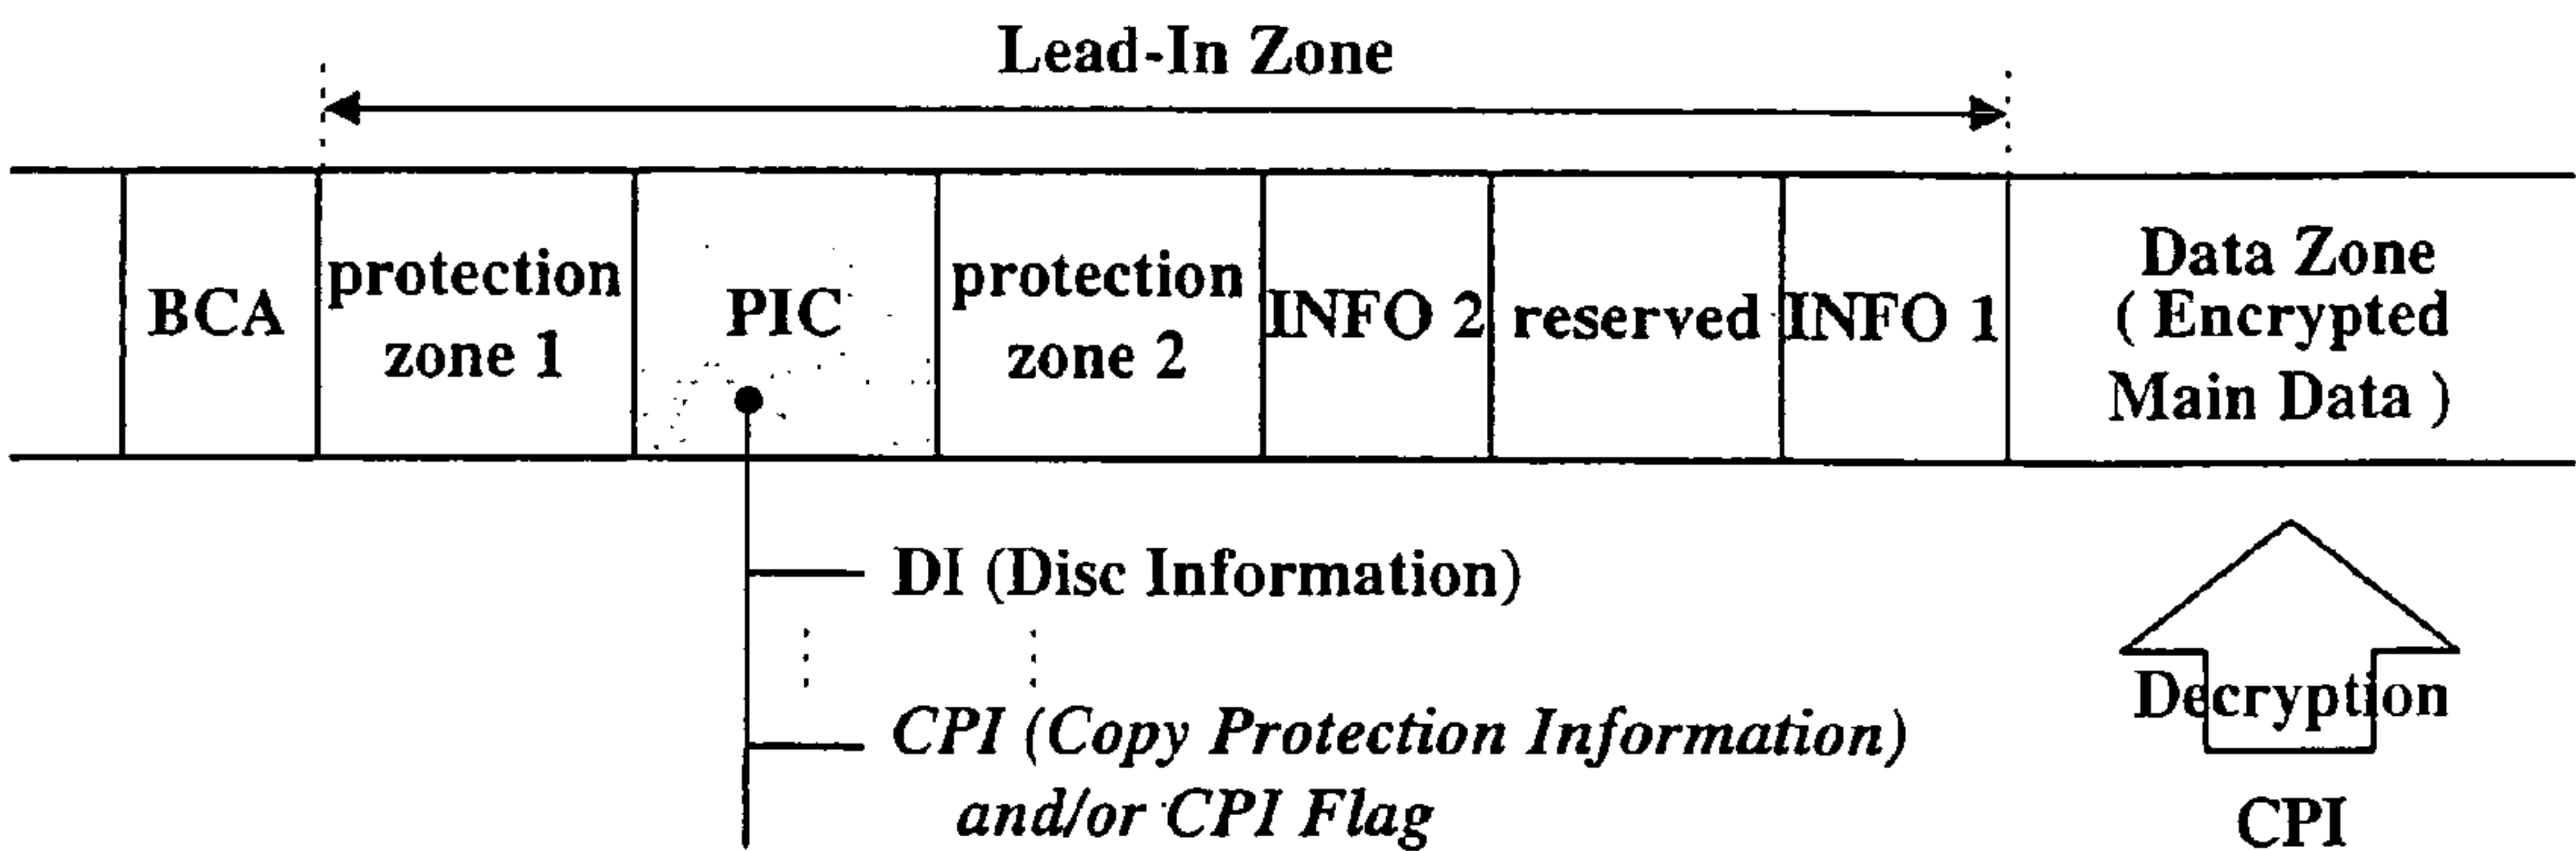 Lead-In Zone
BCA
protection
zone 1
PIC
protection
zone 2
INFO 2
reserved
INFO 1
Data Zone
( Encrypted
Main Data )
DI (Disc Information)
CPI (Copy Protection Information)
and/or CPI Flag
Decryption
CPI